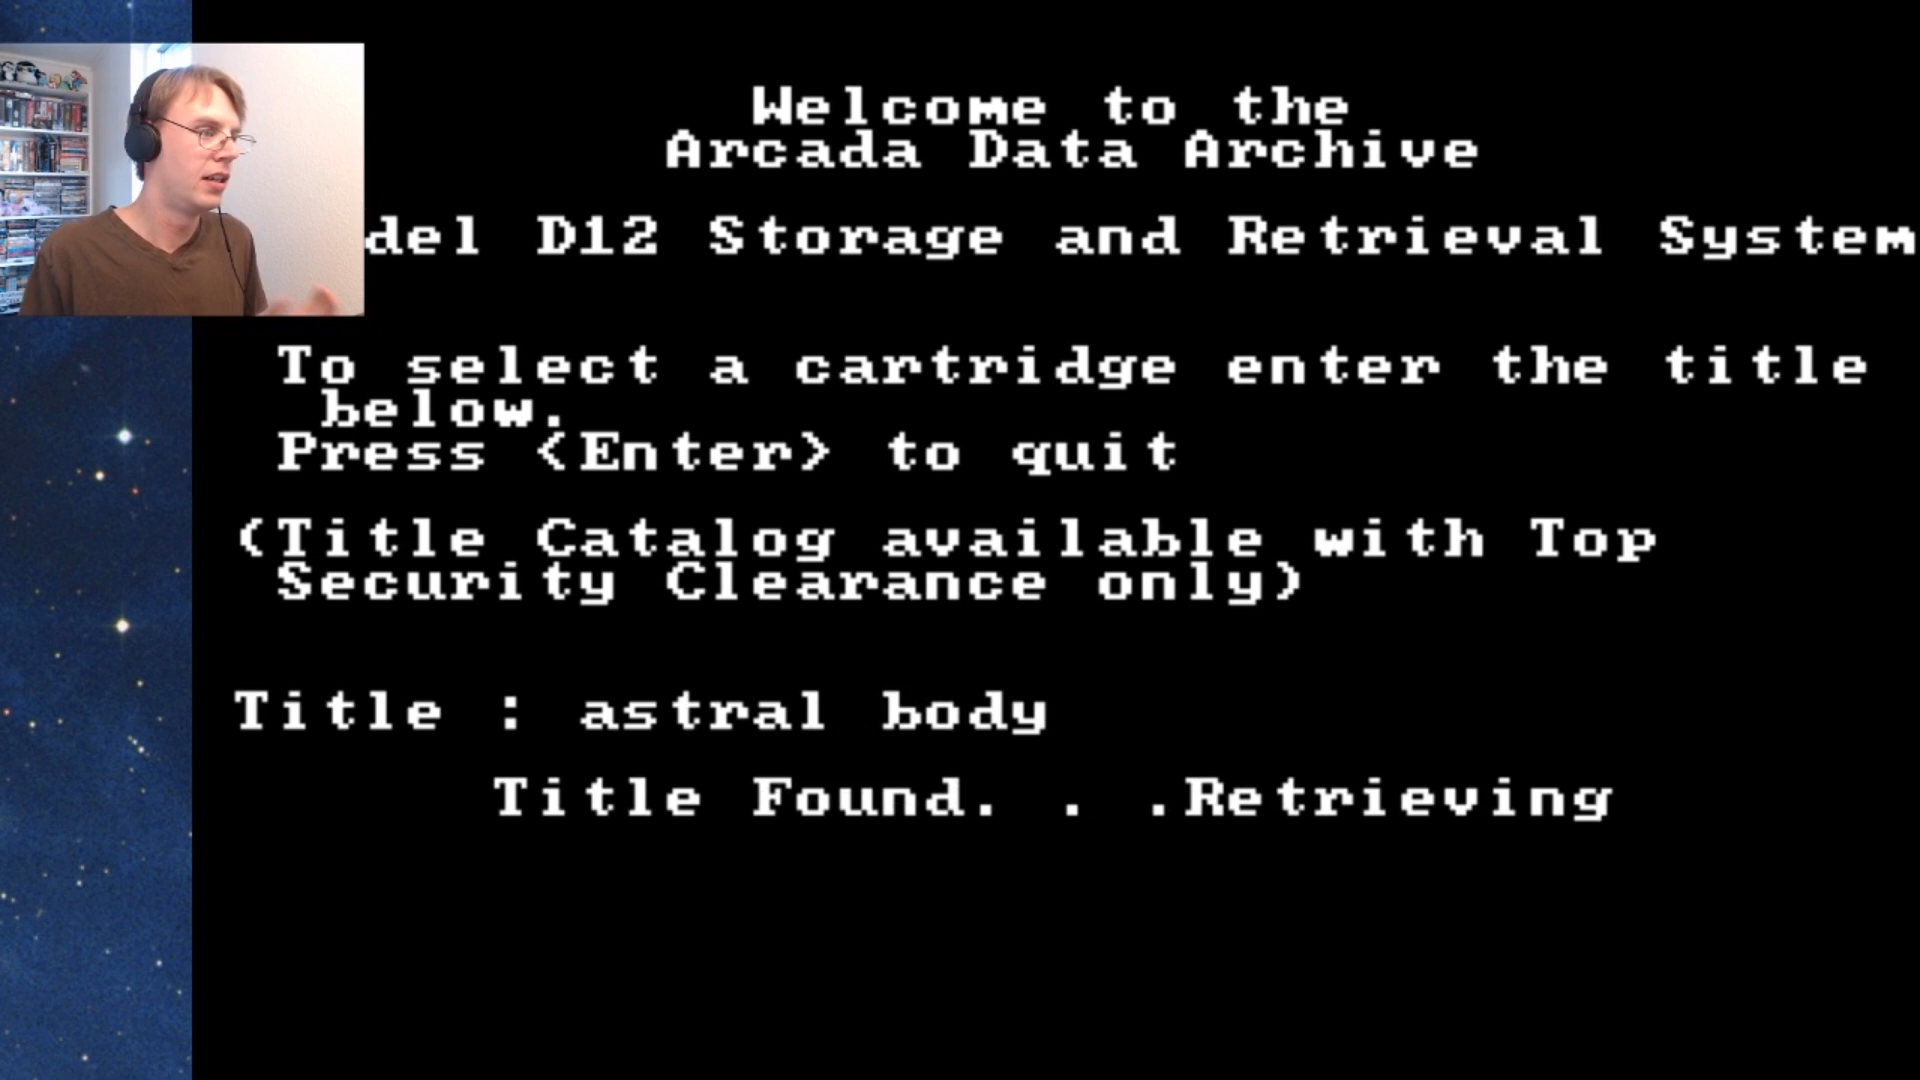 Welcome to the
Arcada Data Archive
del D12 Storage and Retrieval System
To select a cartridge enter the title
below.
Press <Enter> to quit
(Title Catalog available with Top
Security Clearance only)
Title : astral body
Title Found. . .Retrieving